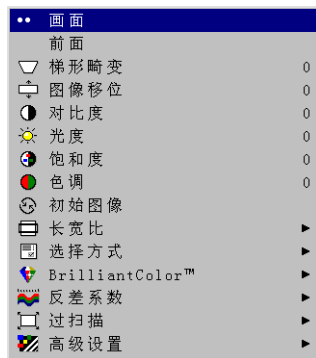 •• 画面
前面
梯形畸变 0
图像移位 0
对比度 0
光度 0
饱和度 0
色调 0
初始图像
长宽比
选择方式
BrilliantColor™
反差系数
过扫描
高级设置